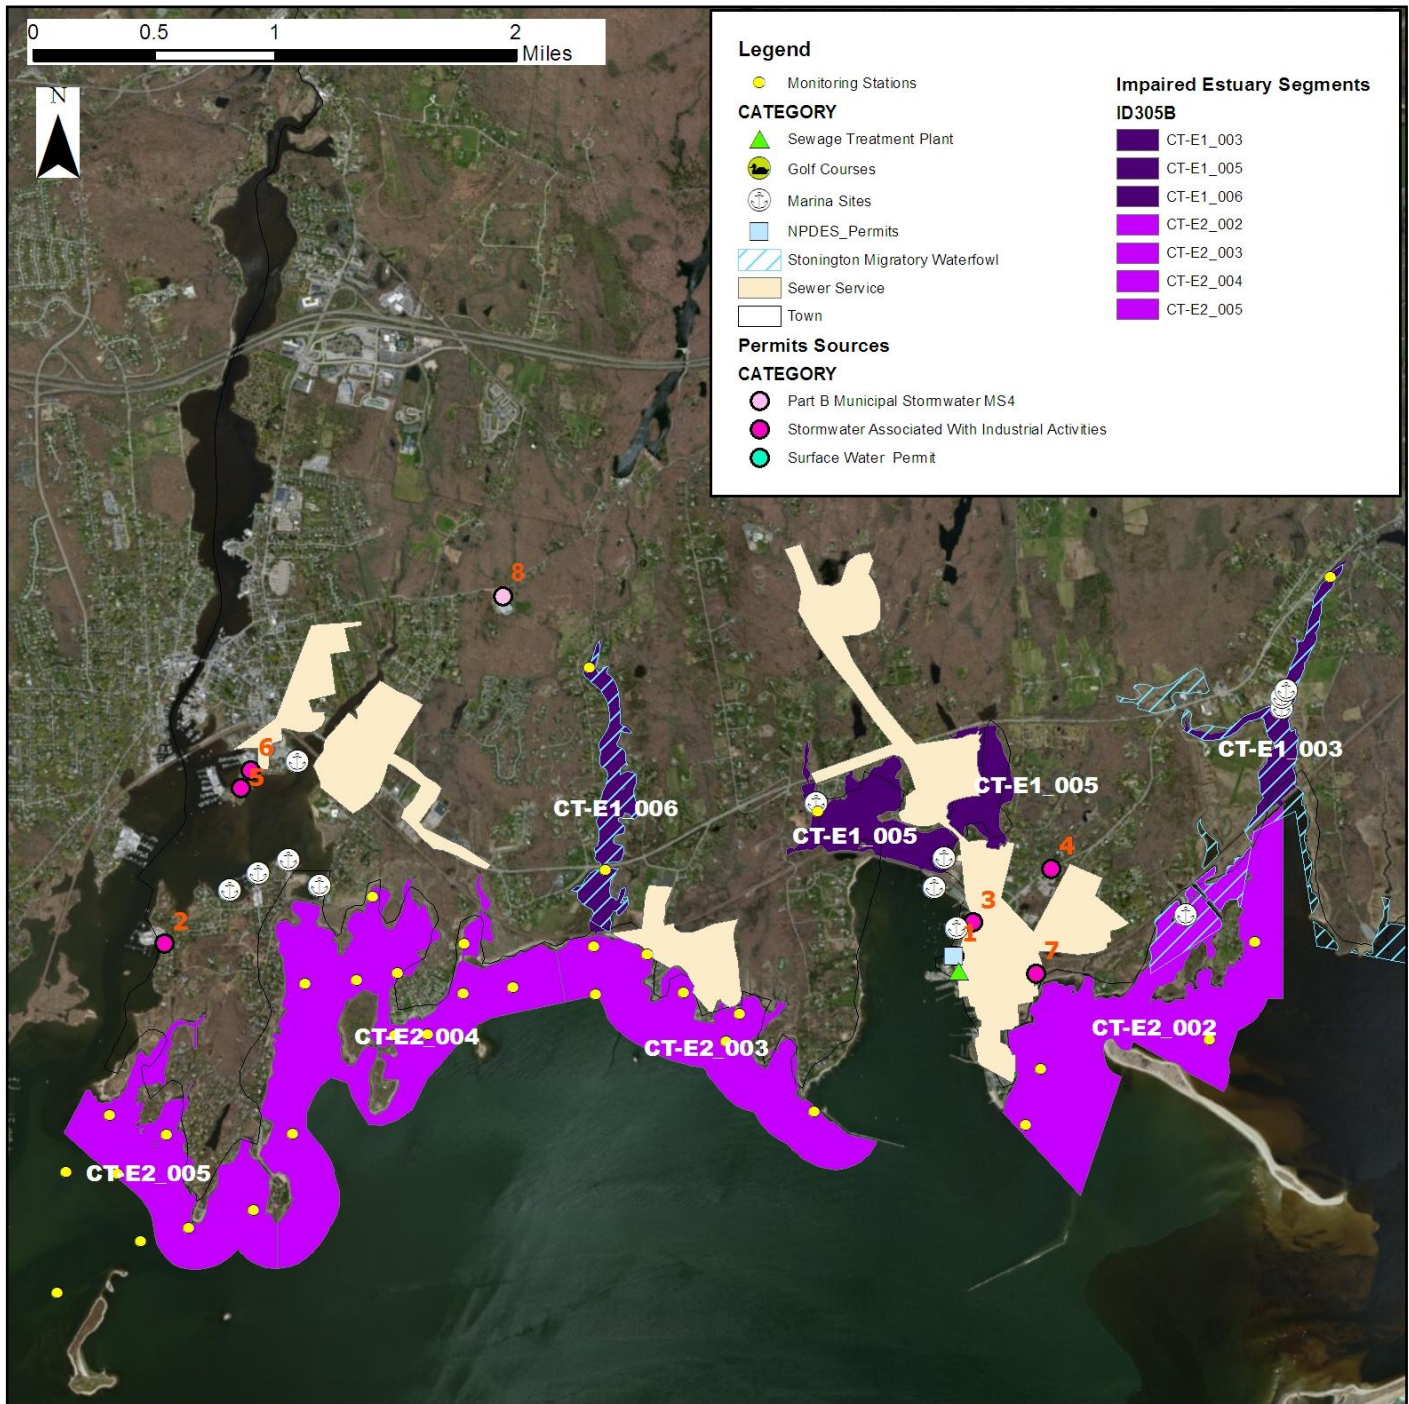 0 0.5 1 2
Miles
N
Legend
Monitoring Stations
CATEGORY
Sewage Treatment Plant
Golf Courses
Marina Sites
NPDES_Permits
Stonington Migratory Waterfowl
Sewer Service
Town
Permits Sources
CATEGORY
Part B Municipal Stormwater MS4
Stormwater Associated With Industrial Activities
Surface Water Permit
Impaired Estuary Segments
ID305B
CT-E1_003
CT-E1_005
CT-E1_006
CT-E2_002
CT-E2_003
CT-E2_004
CT-E2_005
8
6
5
CT-E1_003
CT-E1_005
CT-E1_006
CT-E1_005
4
3
2
1
7
CT-E2_002
CT-E2_004
CT-E2_003
CT-E2_005